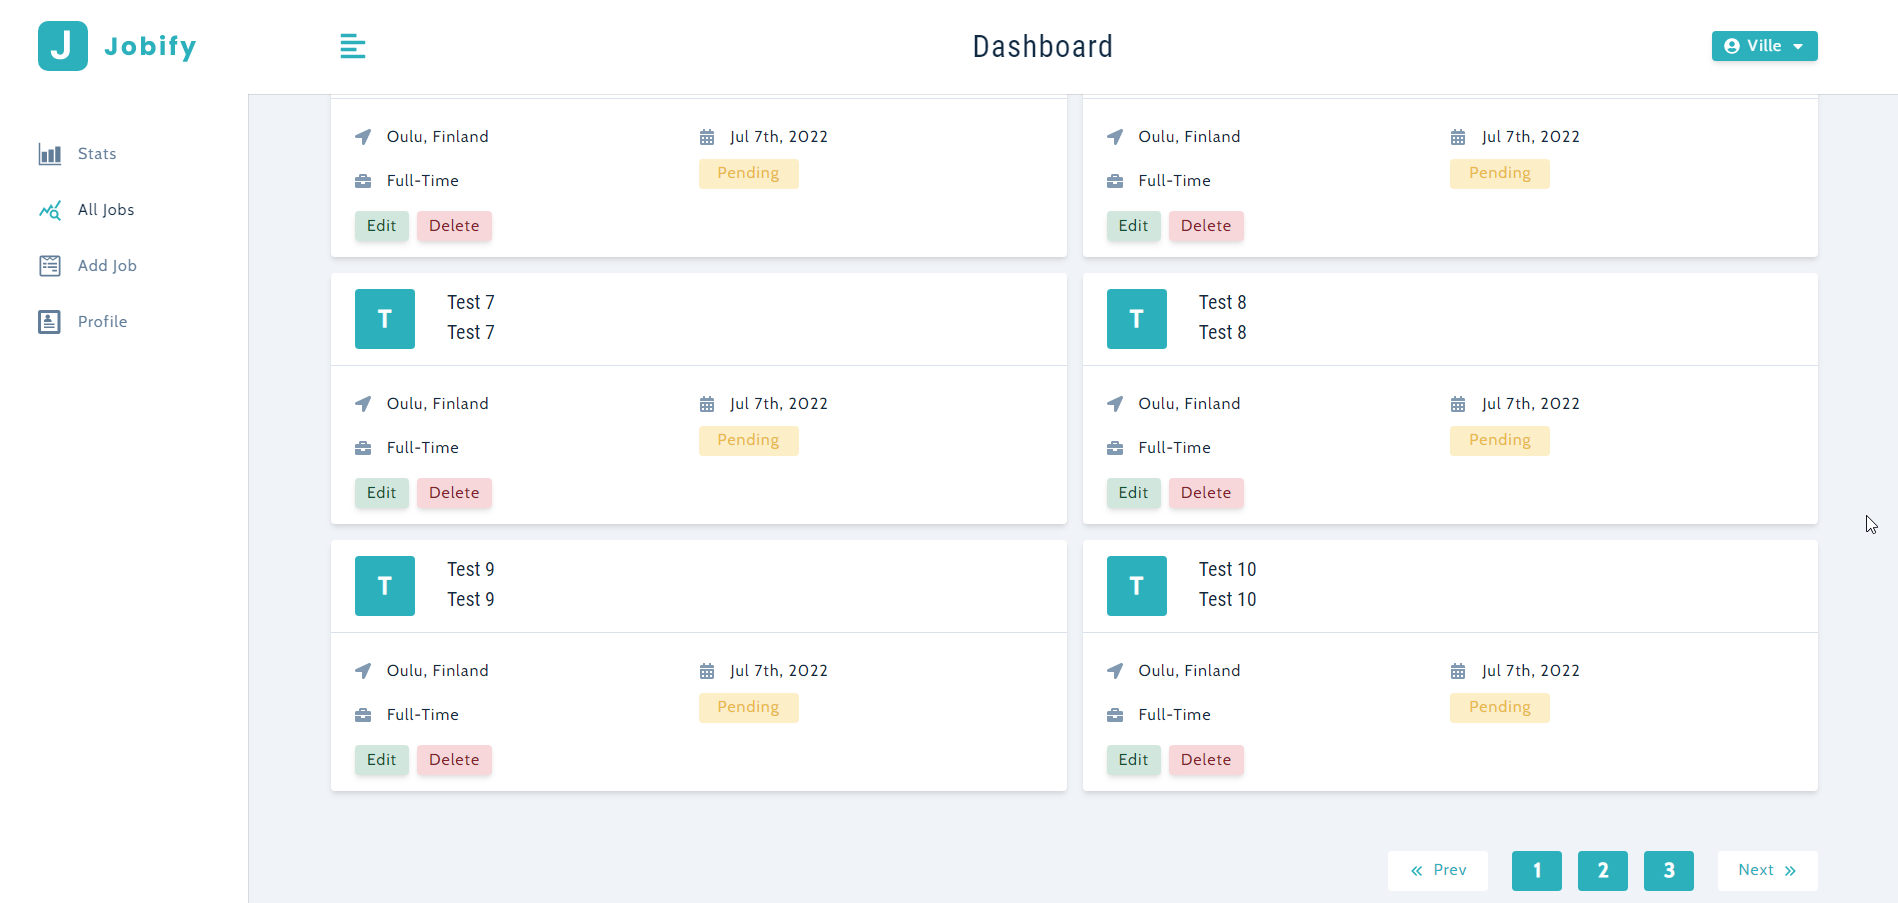 J Jobify
Dashboard
Ville
Stats
All Jobs
Add Job
Profile
Oulu, Finland
Jul 7th, 2022
Full-Time
Pending
Edit Delete
Oulu, Finland
Jul 7th, 2022
Full-Time
Pending
Edit Delete
T
Test 7
Test 7
Oulu, Finland
Jul 7th, 2022
Full-Time
Pending
Edit Delete
T
Test 8
Test 8
Oulu, Finland
Jul 7th, 2022
Full-Time
Pending
Edit Delete
T
Test 9
Test 9
Oulu, Finland
Jul 7th, 2022
Full-Time
Pending
Edit Delete
T
Test 10
Test 10
Oulu, Finland
Jul 7th, 2022
Full-Time
Pending
Edit Delete
« Prev 1 2 3 Next »